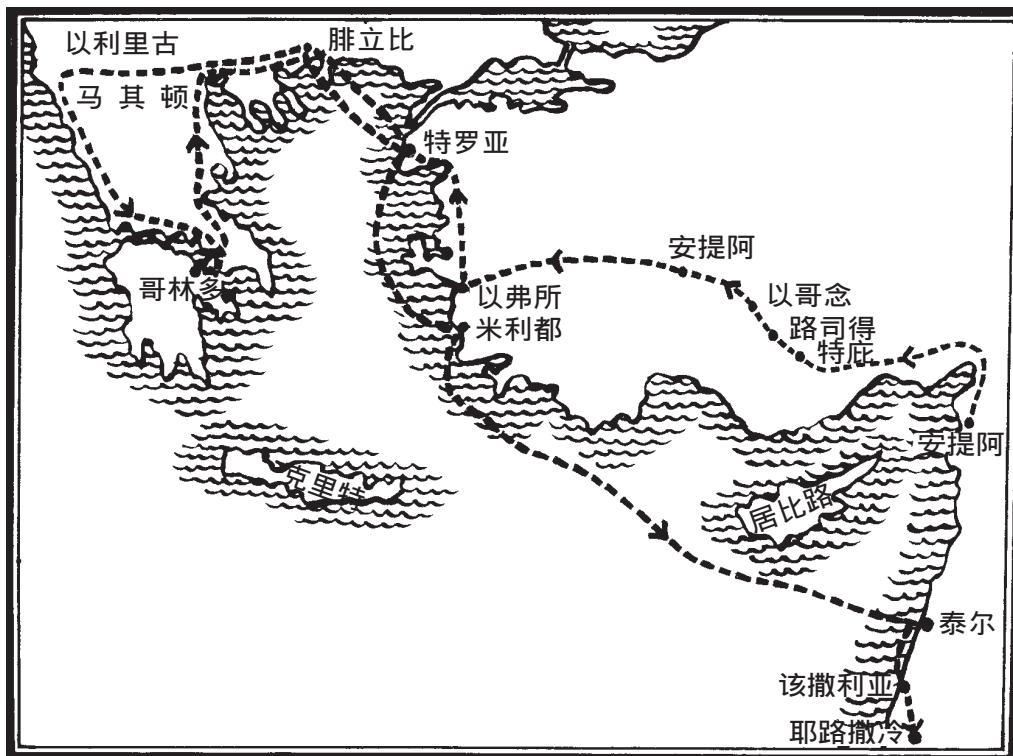 以利里古
腓立比
马其顿
特罗亚
安提阿
哥林多
以弗所
以哥念
米利都
路司得
特庇
安提阿
克里特
居比路
泰尔
该撒利亚
耶路撒冷